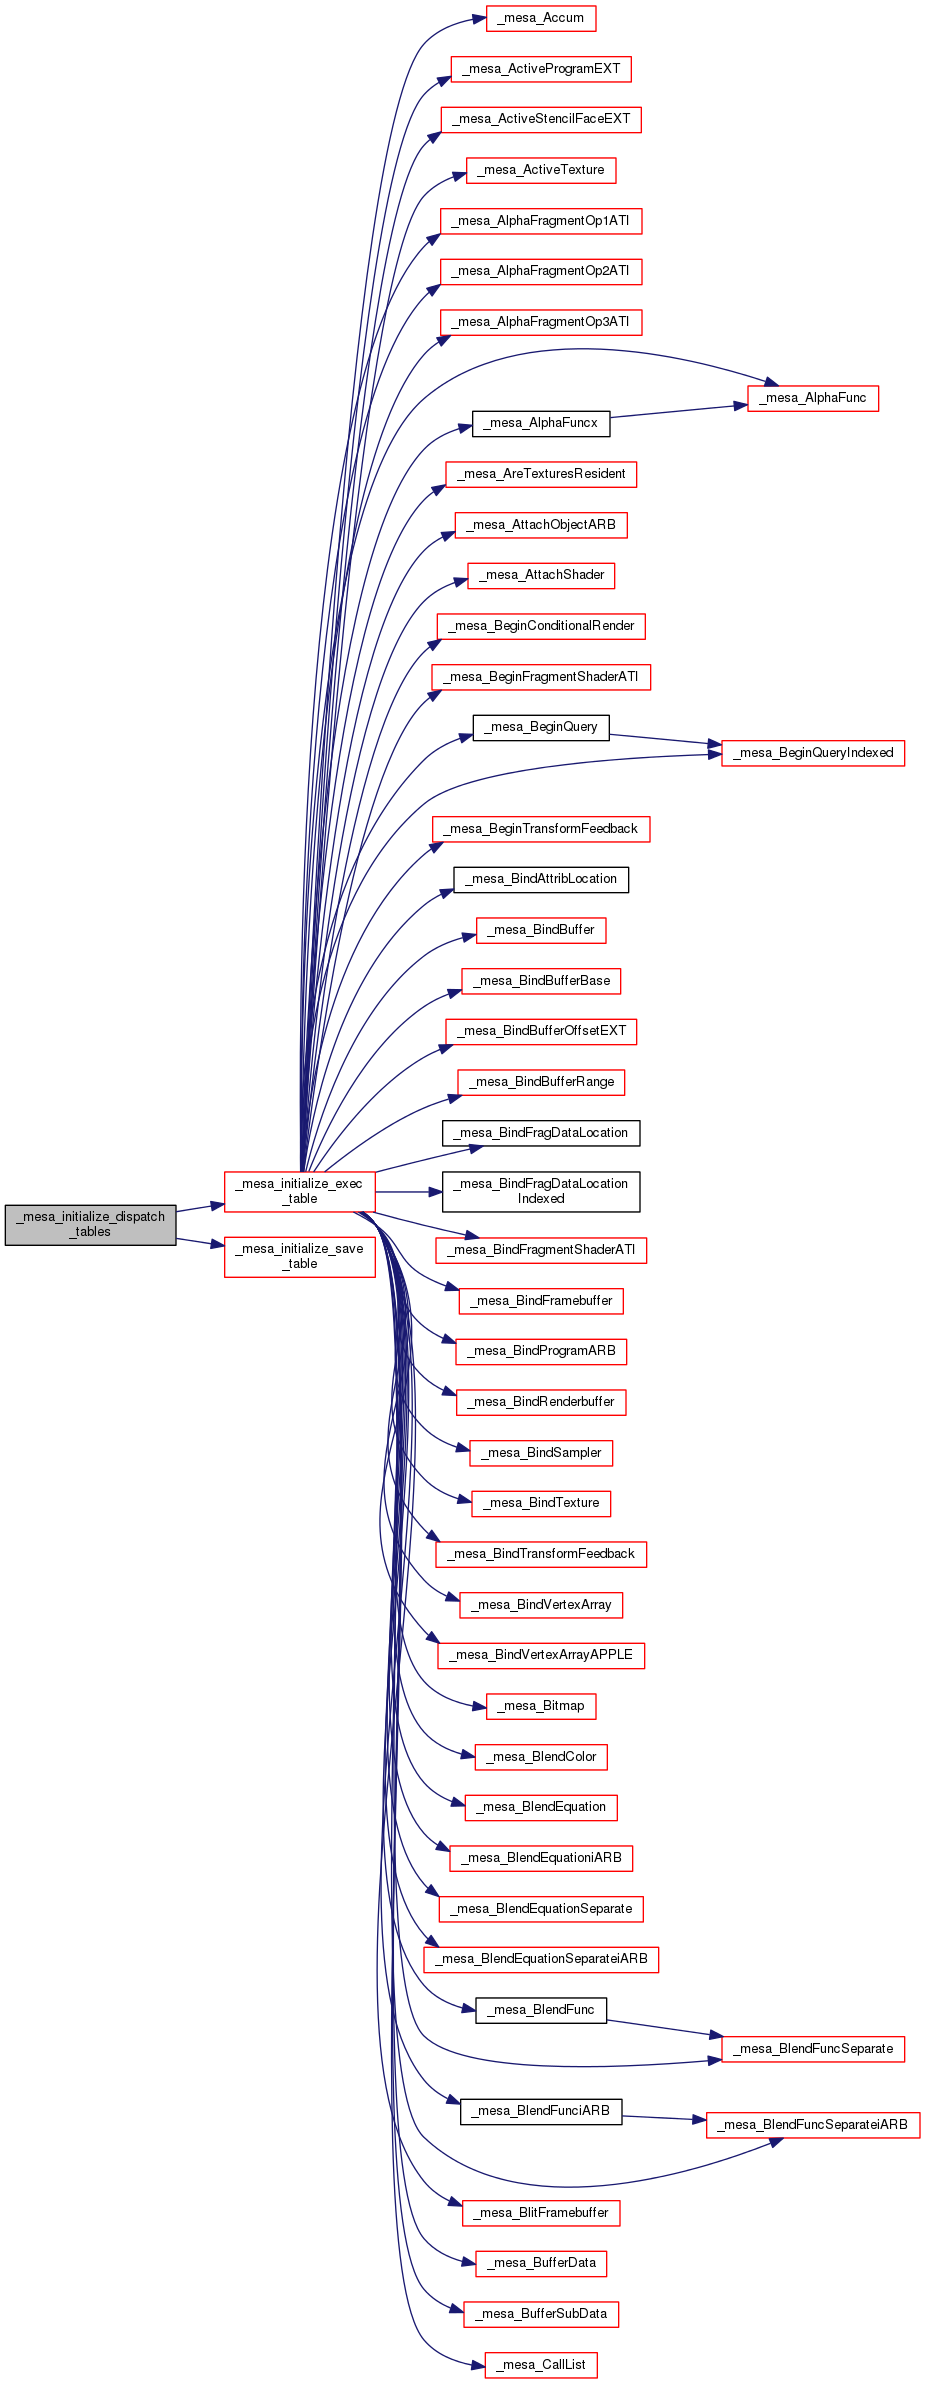 _mesa_Accum
_mesa_ActiveProgramEXT
_mesa_ActiveStencilFaceEXT
_mesa_ActiveTexture
_mesa_AlphaFragmentOp1ATI
_mesa_AlphaFragmentOp2ATI
_mesa_AlphaFragmentOp3ATI
_mesa_AlphaFunc
_mesa_AlphaFuncx
_mesa_AreTexturesResident
_mesa_AttachObjectARB
_mesa_AttachShader
_mesa_BeginConditionalRender
_mesa_BeginFragmentShaderATI
_mesa_BeginQuery
_mesa_BeginQueryIndexed
_mesa_BeginTransformFeedback
_mesa_BindAttribLocation
_mesa_BindBuffer
_mesa_BindBufferBase
_mesa_BindBufferOffsetEXT
_mesa_BindBufferRange
_mesa_BindFragDataLocation
_mesa_initialize_exec
_table
_mesa_BindFragDataLocation
Indexed
_mesa_initialize_dispatch
_tables
_mesa_initialize_save
_table
_mesa_BindFragmentShaderATI
_mesa_BindFramebuffer
_mesa_BindProgramARB
_mesa_BindRenderbuffer
_mesa_BindSampler
_mesa_BindTexture
_mesa_BindTransformFeedback
_mesa_BindVertexArray
_mesa_BindVertexArrayAPPLE
_mesa_Bitmap
_mesa_BlendColor
_mesa_BlendEquation
_mesa_BlendEquationiARB
_mesa_BlendEquationSeparate
_mesa_BlendEquationSeparateiARB
_mesa_BlendFunc
_mesa_BlendFuncSeparate
_mesa_BlendFunciARB
_mesa_BlendFuncSeparateiARB
_mesa_BlitFramebuffer
_mesa_BufferData
_mesa_BufferSubData
_mesa_CallList